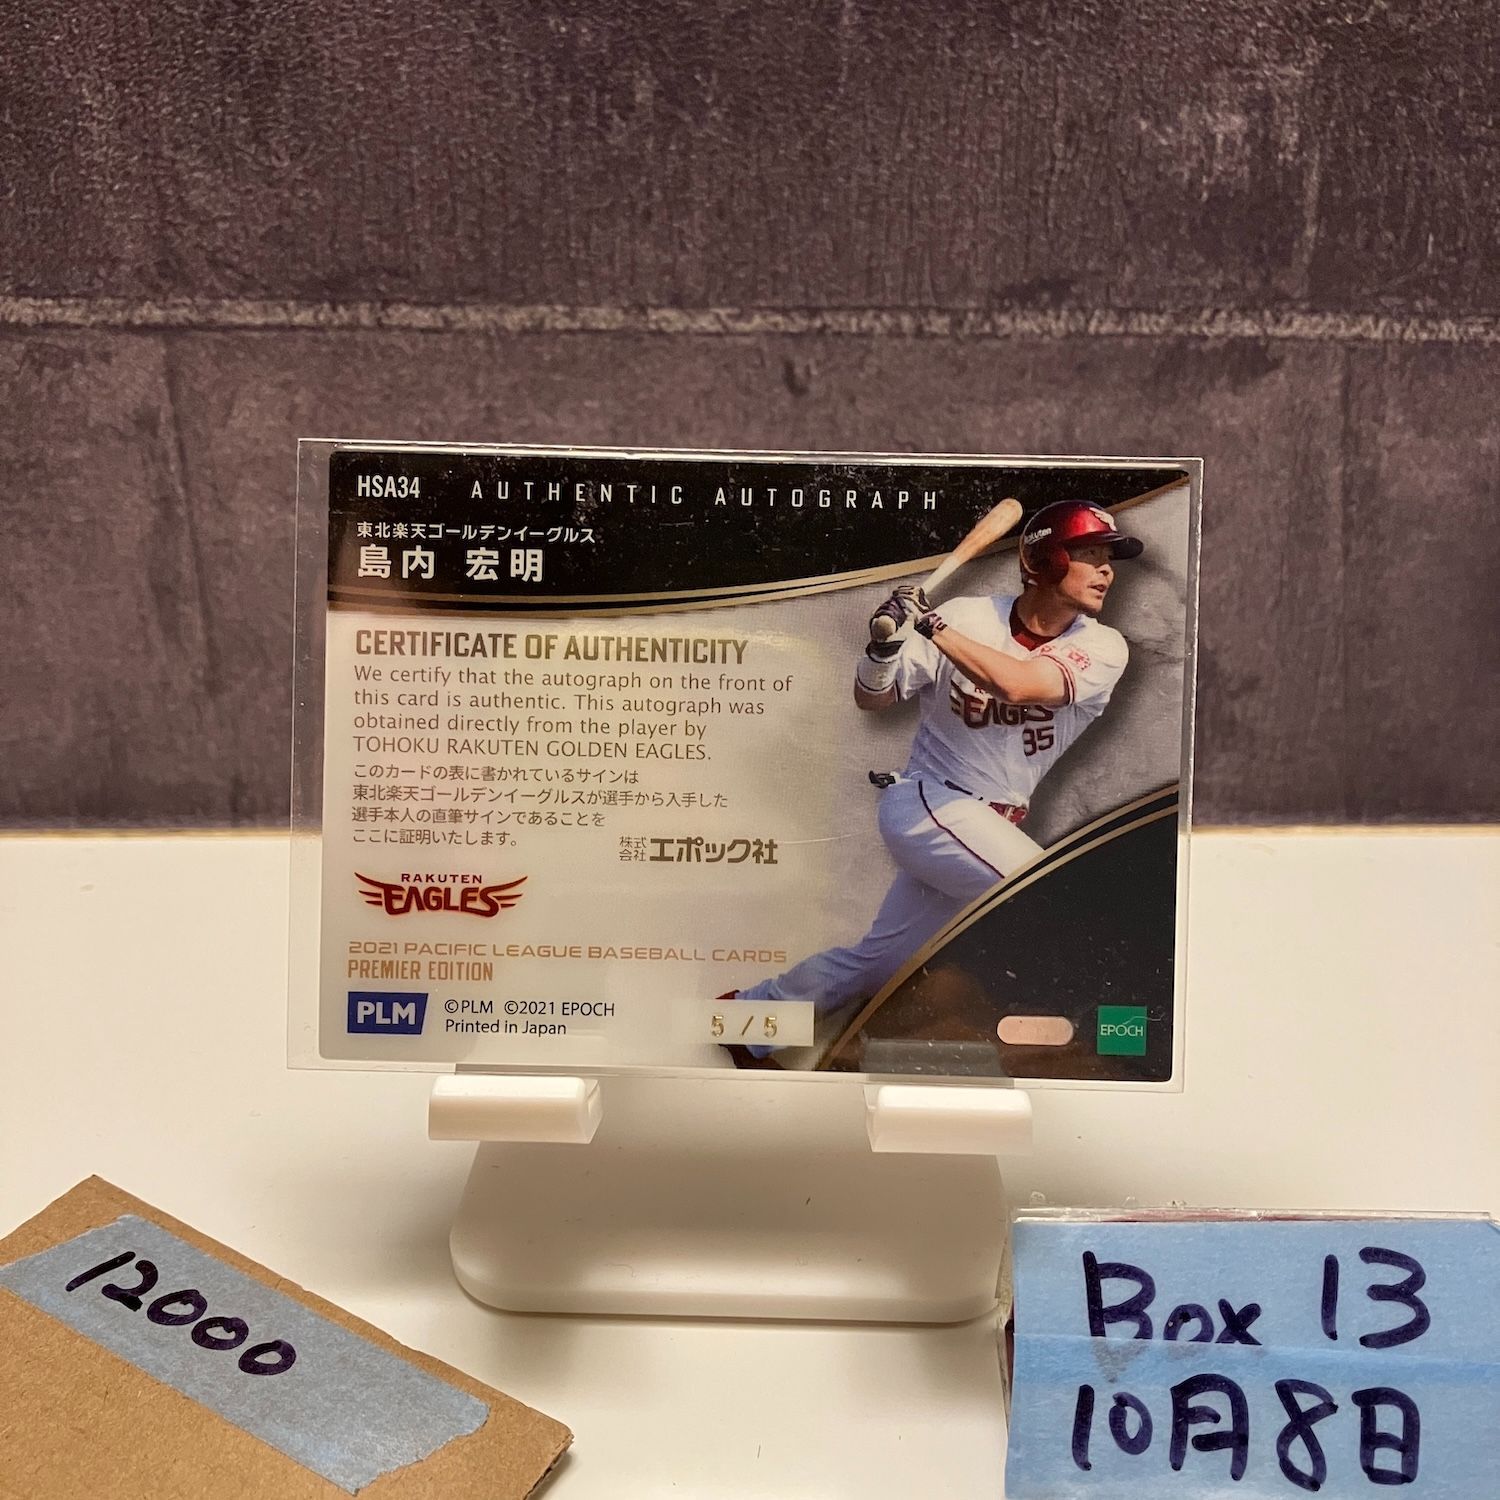 HSA34 AUTHENTIC AUTOGRAPH
東北楽天ゴールデンイーグルス
島内 宏明
Rakuten
EAGLES
35
CERTIFICATE OF AUTHENTICITY
We certify that the autograph on the front of
this card is authentic. This autograph was
obtained directly from the player by
TOHOKU RAKUTEN GOLDEN EAGLES.
このカードの表に書かれているサインは
東北楽天ゴールデンイーグルスが選手から入手した
選手本人の直筆サインであることを
ここに証明いたします。
株式会社 エポック社
RAKUTEN
EAGLES
2021 PACIFIC LEAGUE BASEBALL CARDS
PREMIER EDITION
PLM ©PLM ©2021 EPOCH
Printed in Japan
5/5
EPOCH
12000
Box 13
10月8日